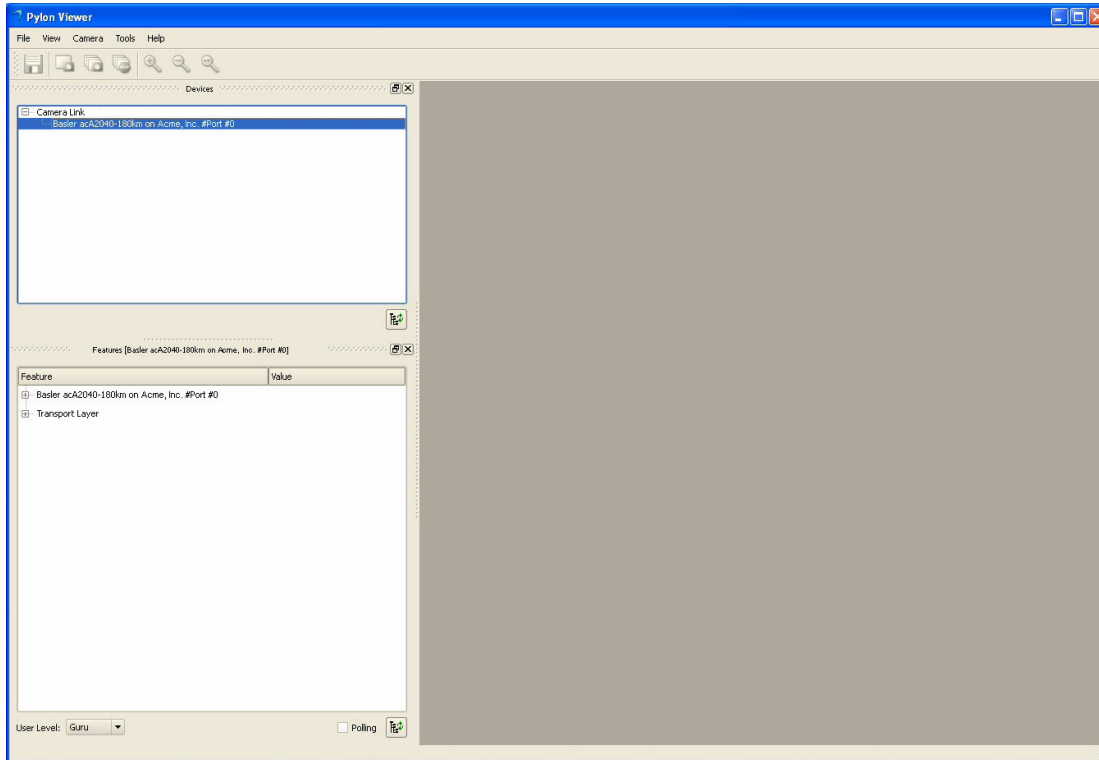 Pylon Viewer
File View Camera Tools Help
Devices
Camera Link
Basler acA2040-180km on Acme, Inc. #Port #0
Features [Basler acA2040-180km on Acme, Inc. #Port #0]
Feature Value
Basler acA2040-180km on Acme, Inc. #Port #0
Transport Layer
User Level: Guru Polling